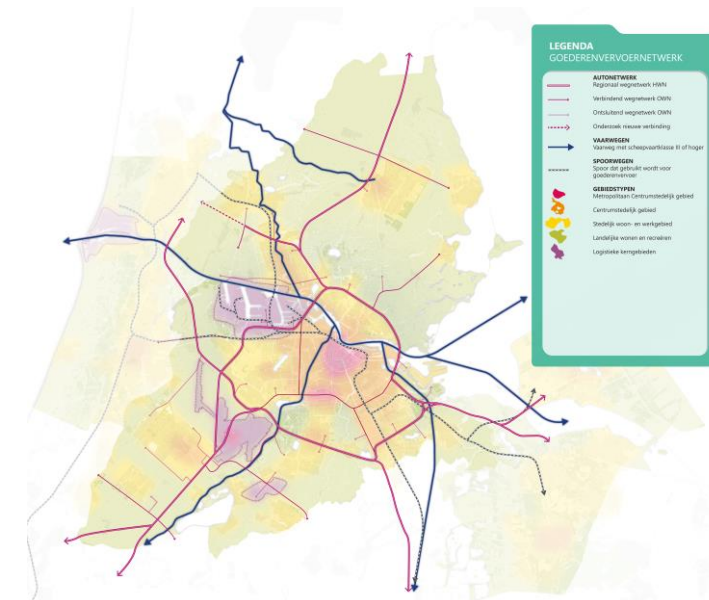 LEGENDA
GOEDERENVERVOERNETWERK
AUTONETWERK
Regionaal wegnetwerk HWN
Verbindend wegnetwerk OWN
Ontsluitend wegnetwerk OWN
Onderzoek nieuwe verbinding
VAARWEGEN
Vaarweg met scheepvaartklasse III of hoger
SPOORWEGEN
Spoor dat gebruikt wordt voor
goederenvervoer
GEBIEDSTYPEN
Metropolitaan Centrumstedelijk gebied
Centrumstedelijk gebied
Stedelijk woon- en werkgebied
Landelijke wonen en recreëren
Logistieke kerngebieden